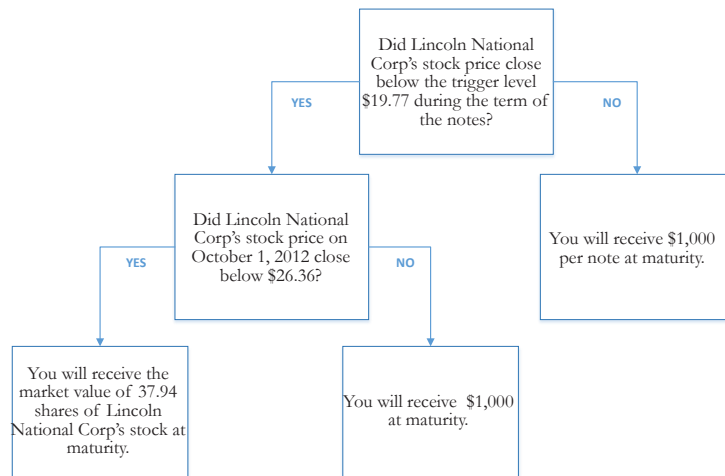 Did Lincoln National
Corp's stock price close
below the trigger level
$19.77 during the term of
the notes?
YES
NO
Did Lincoln National
Corp's stock price on
October 1, 2012 close
below $26.36?
You will receive $1,000
per note at maturity.
YES
NO
You will receive the
market value of 37.94
shares of Lincoln
National Corp's stock at
maturity.
You will receive $1,000
at maturity.